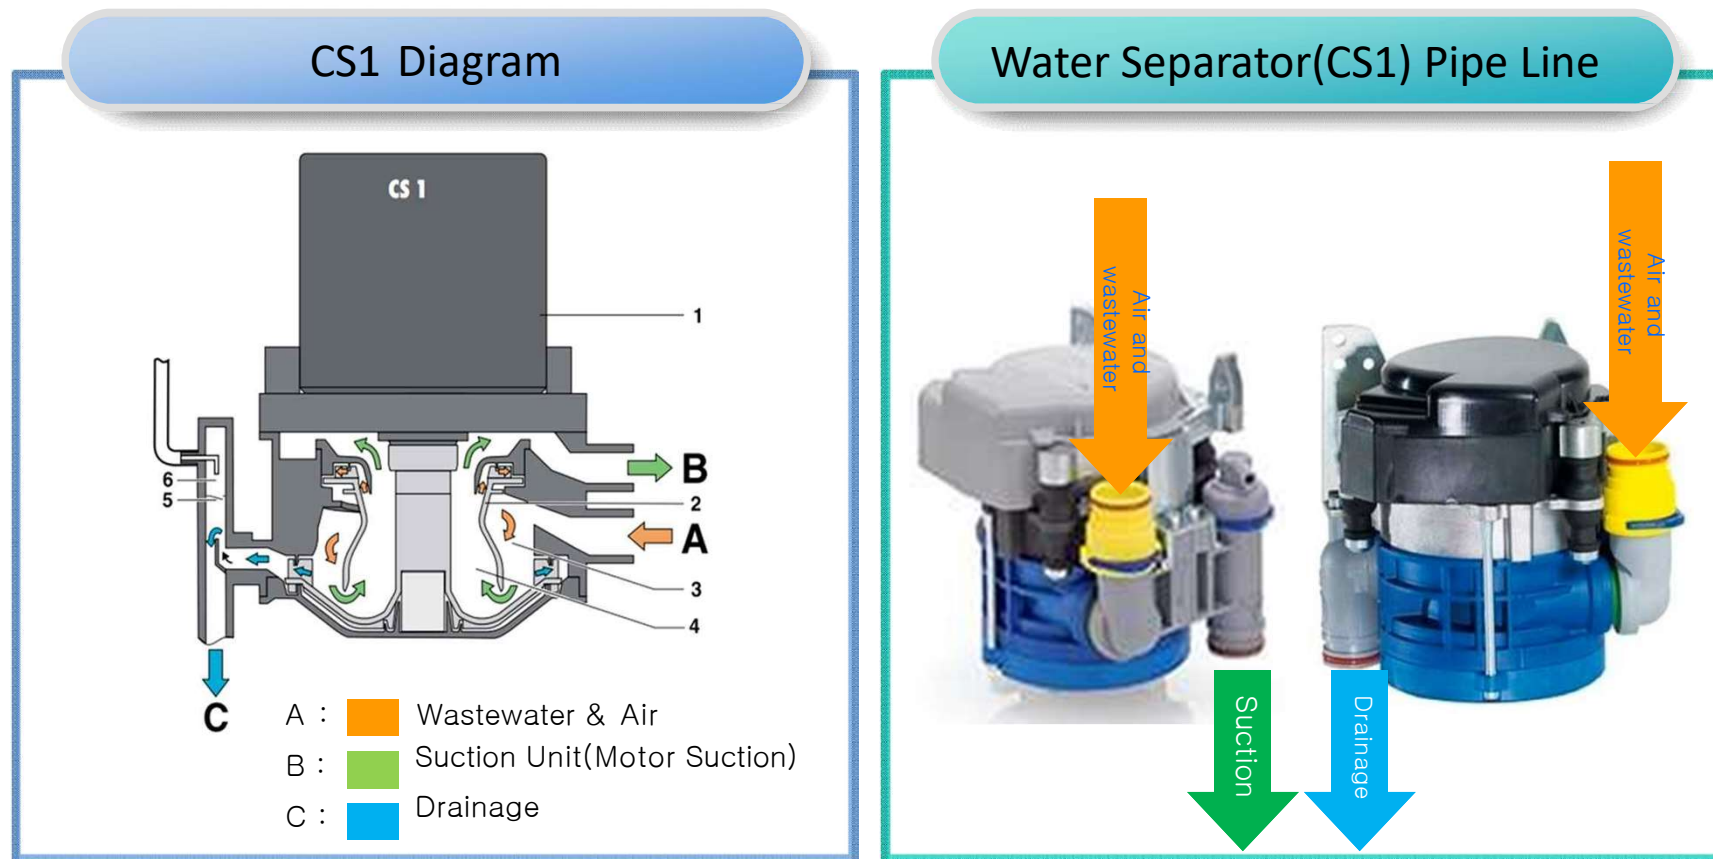 CS1 Diagram
CS 1
1
6
5
B
2
A
3
4
C
A : Wastewater & Air
B : Suction Unit(Motor Suction)
C : Drainage
Water Separator(CS1) Pipe Line
Air and
wastewater
Air and
wastewater
Suction
Drainage